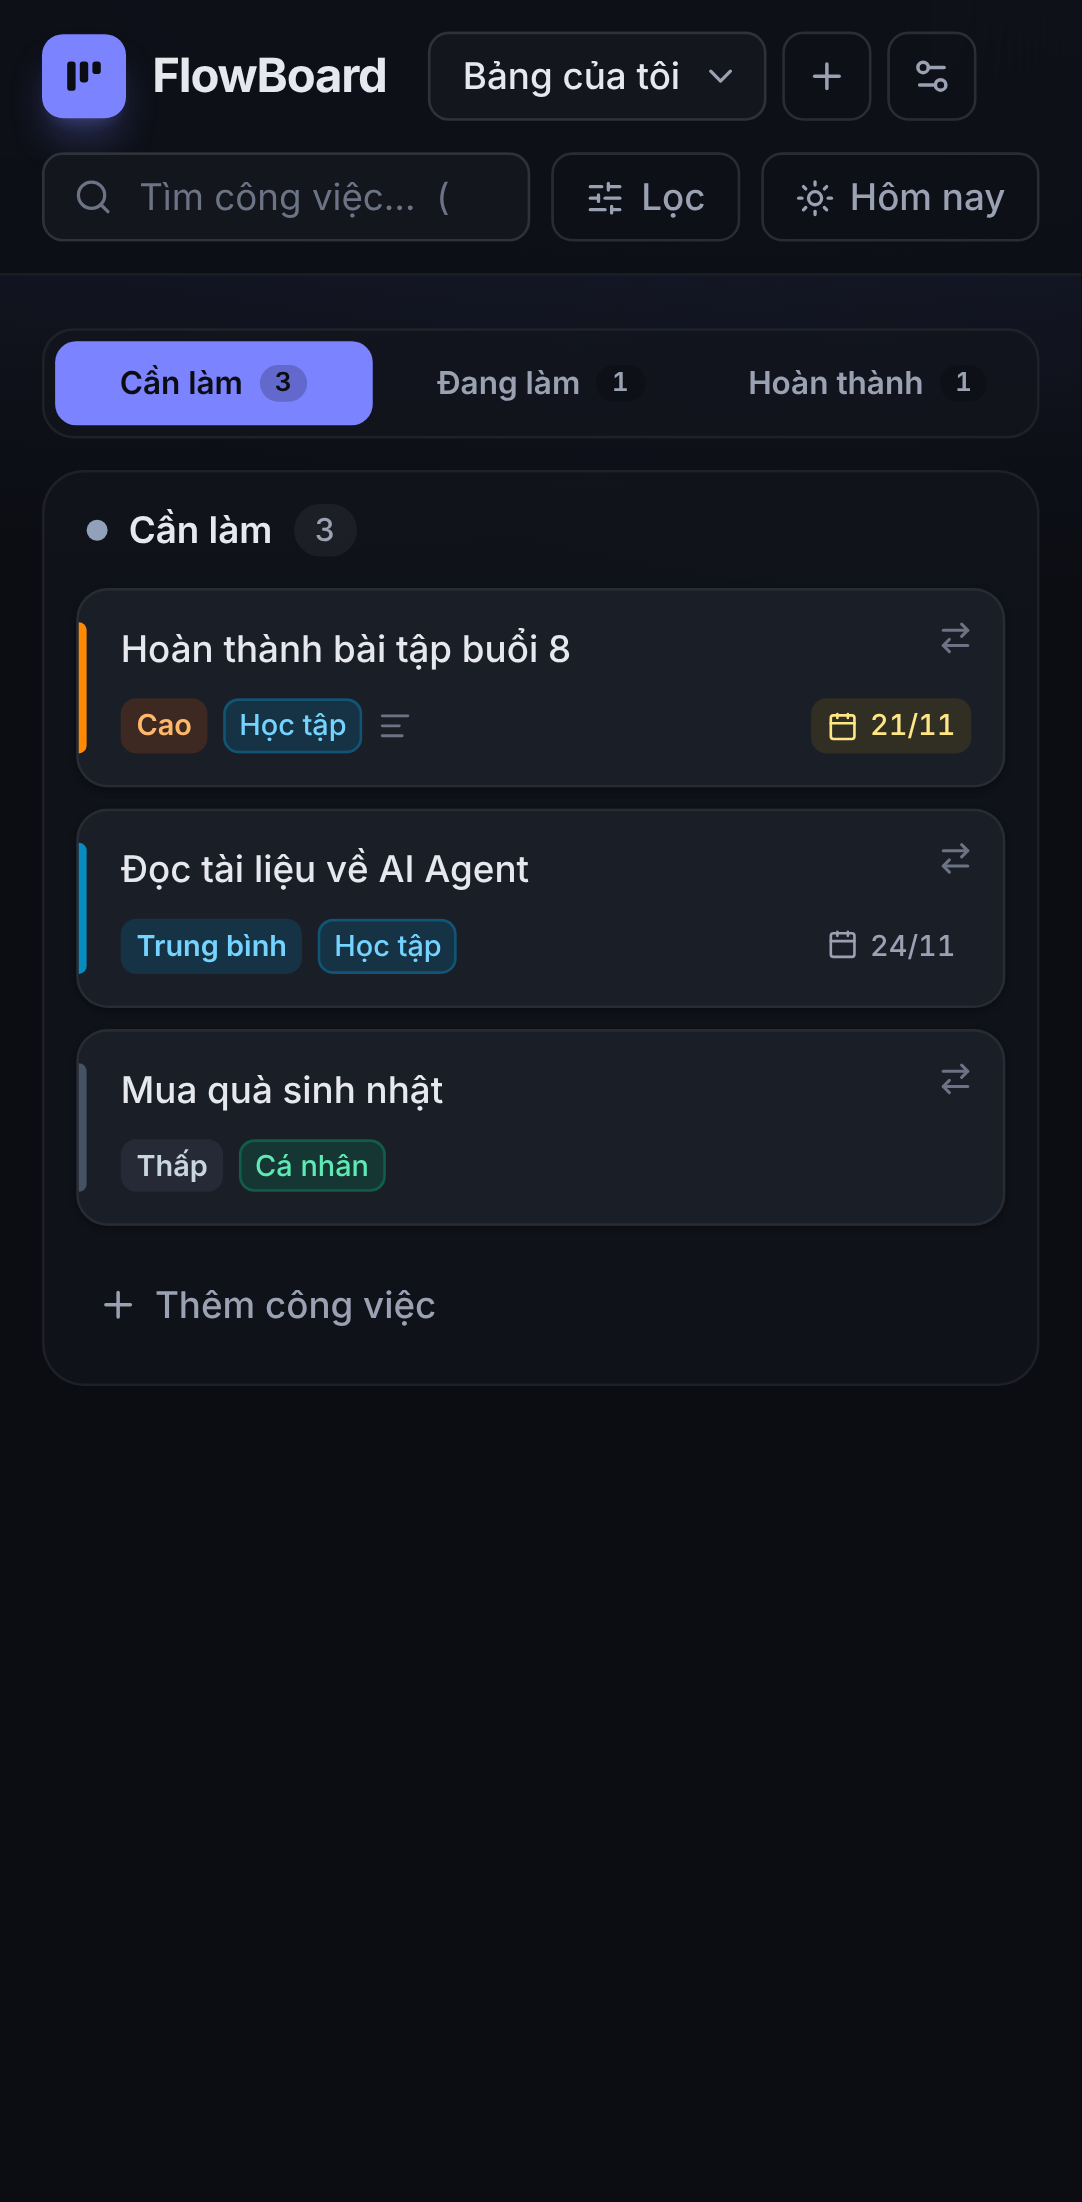 FlowBoard Bảng của tôi
Tìm công việc... ( Lọc Hôm nay
Cần làm 3 Đang làm 1 Hoàn thành 1
Cần làm 3
Hoàn thành bài tập buổi 8
Cao Học tập 21/11
Đọc tài liệu về AI Agent
Trung bình Học tập 24/11
Mua quà sinh nhật
Thấp Cá nhân
Thêm công việc